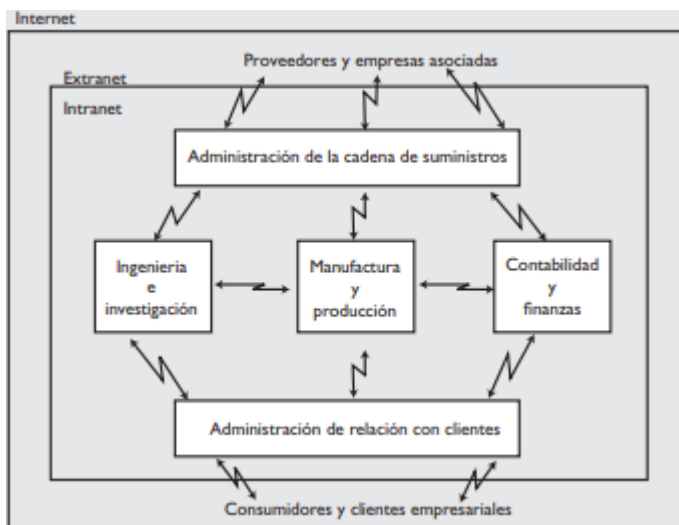 Internet
Proveedores y empresas asociadas
Extranet
Intranet
Administración de la cadena de suministros
Ingenieria
e
investigación
Manufactura
y
producción
Contabilidad
y
finanzas
Administración de relación con clientes
Consumidores y clientes empresariales